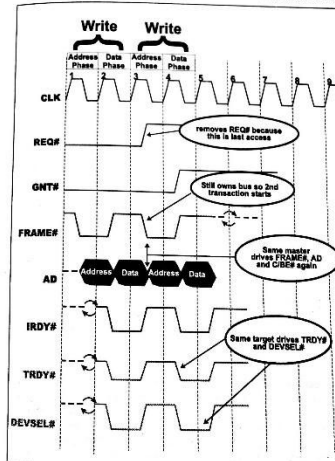 Write Write
Address Phase Data Phase Address Phase Data Phase
1 2 3 4 5 6 7 8 9
CLK
REQ#
removes REQ# because
this is last access
GNT#
Still owns bus so 2nd
transaction starts
FRAME#
Same master
drives FRAME#, AD
and C/BE# again
AD
Address Data Address Data
IRDY#
Same target drives TRDY#
and DEVSEL#
TRDY#
DEVSEL#